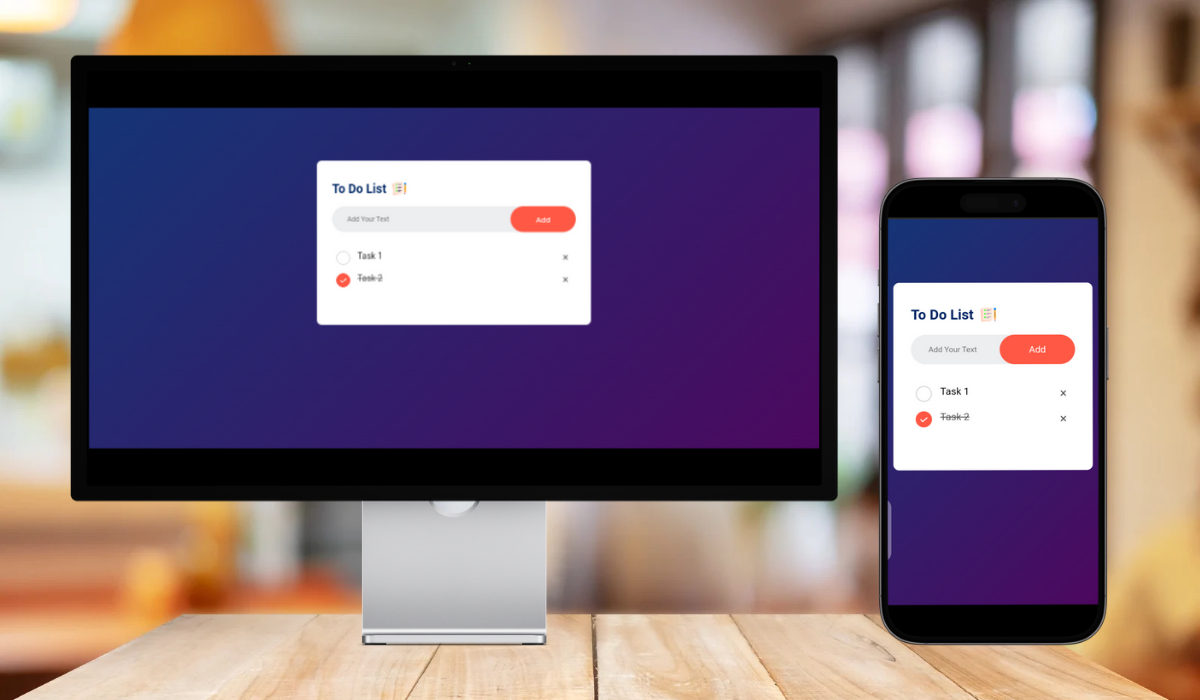 To Do List
Add Your Text
Add
Task 1 ×
Task 2 ×
To Do List
Add Your Text
Add
Task 1 ×
Task 2 ×